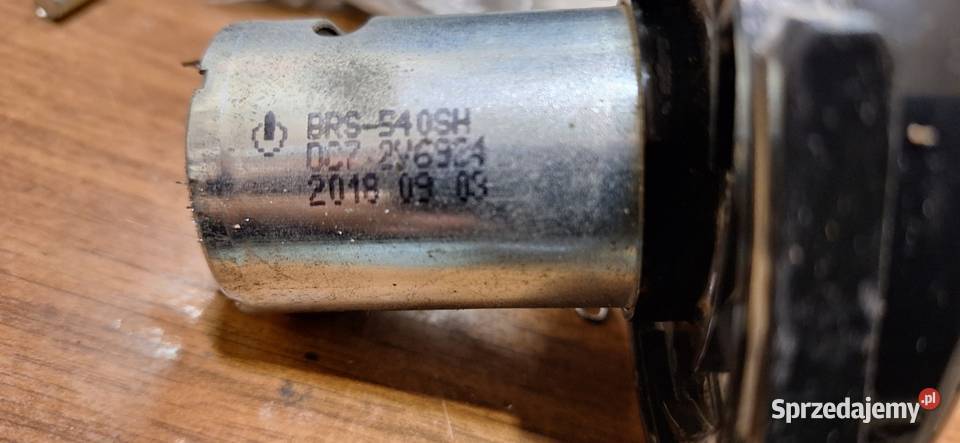 BRS-540SH
DC7.2V6924
2018 09 03
Sprzedajemy.pl